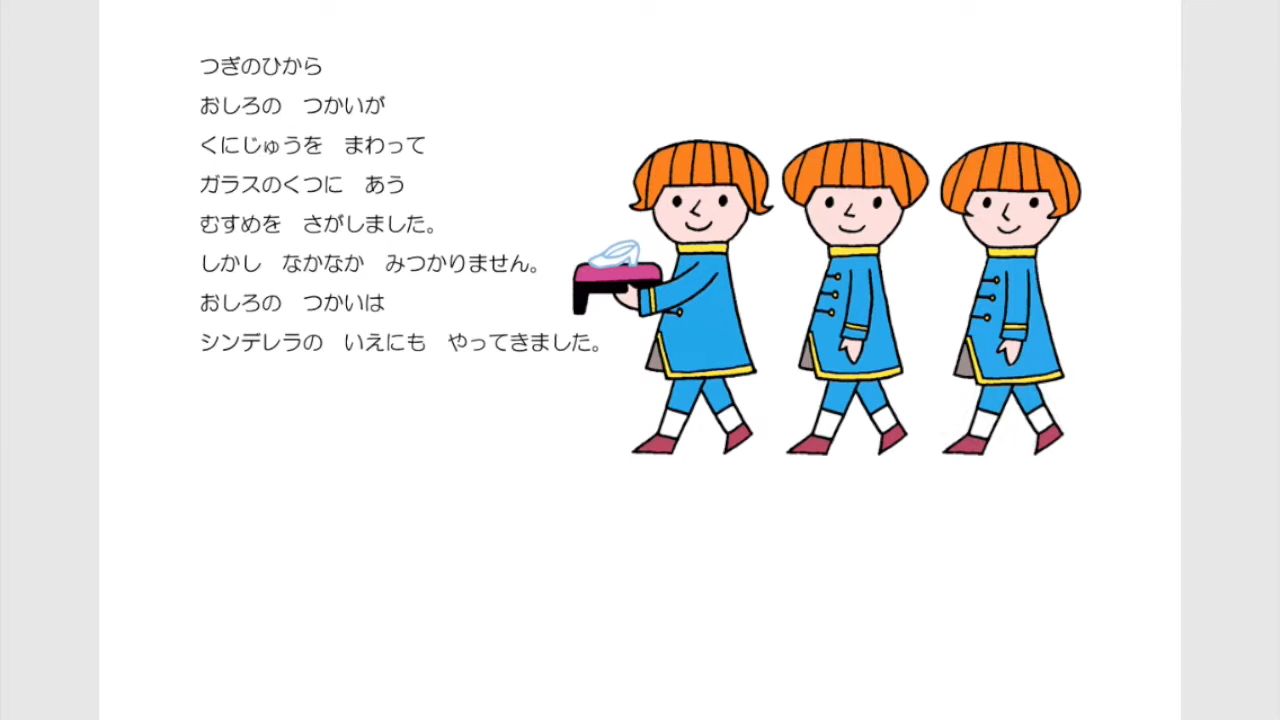 つぎのひから
おしろの　つかいが
くにじゅうを　まわって
ガラスのくつに　あう
むすめを　さがしました。
しかし　なかなか　みつかりません。
おしろの　つかいは
シンデレラの　いえにも　やってきました。